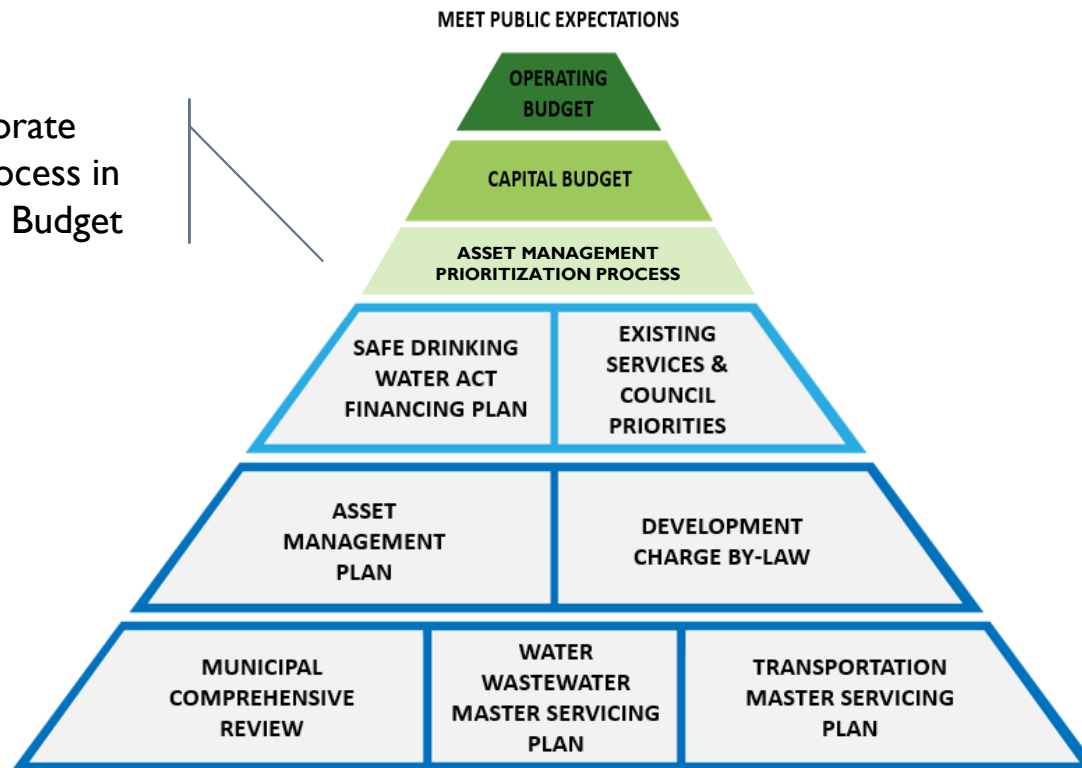 MEET PUBLIC EXPECTATIONS
OPERATING
BUDGET
CAPITAL BUDGET
in
Budget
ASSET MANAGEMENT
PRIORITIZATION PROCESS
SAFE DRINKING
WATER ACT
FINANCING PLAN
EXISTING
SERVICES &
COUNCIL
PRIORITIES
ASSET
MANAGEMENT
PLAN
DEVELOPMENT
CHARGE BY-LAW
MUNICIPAL
COMPREHENSIVE
REVIEW
WATER
WASTEWATER
MASTER SERVICING
PLAN
TRANSPORTATION
MASTER SERVICING
PLAN